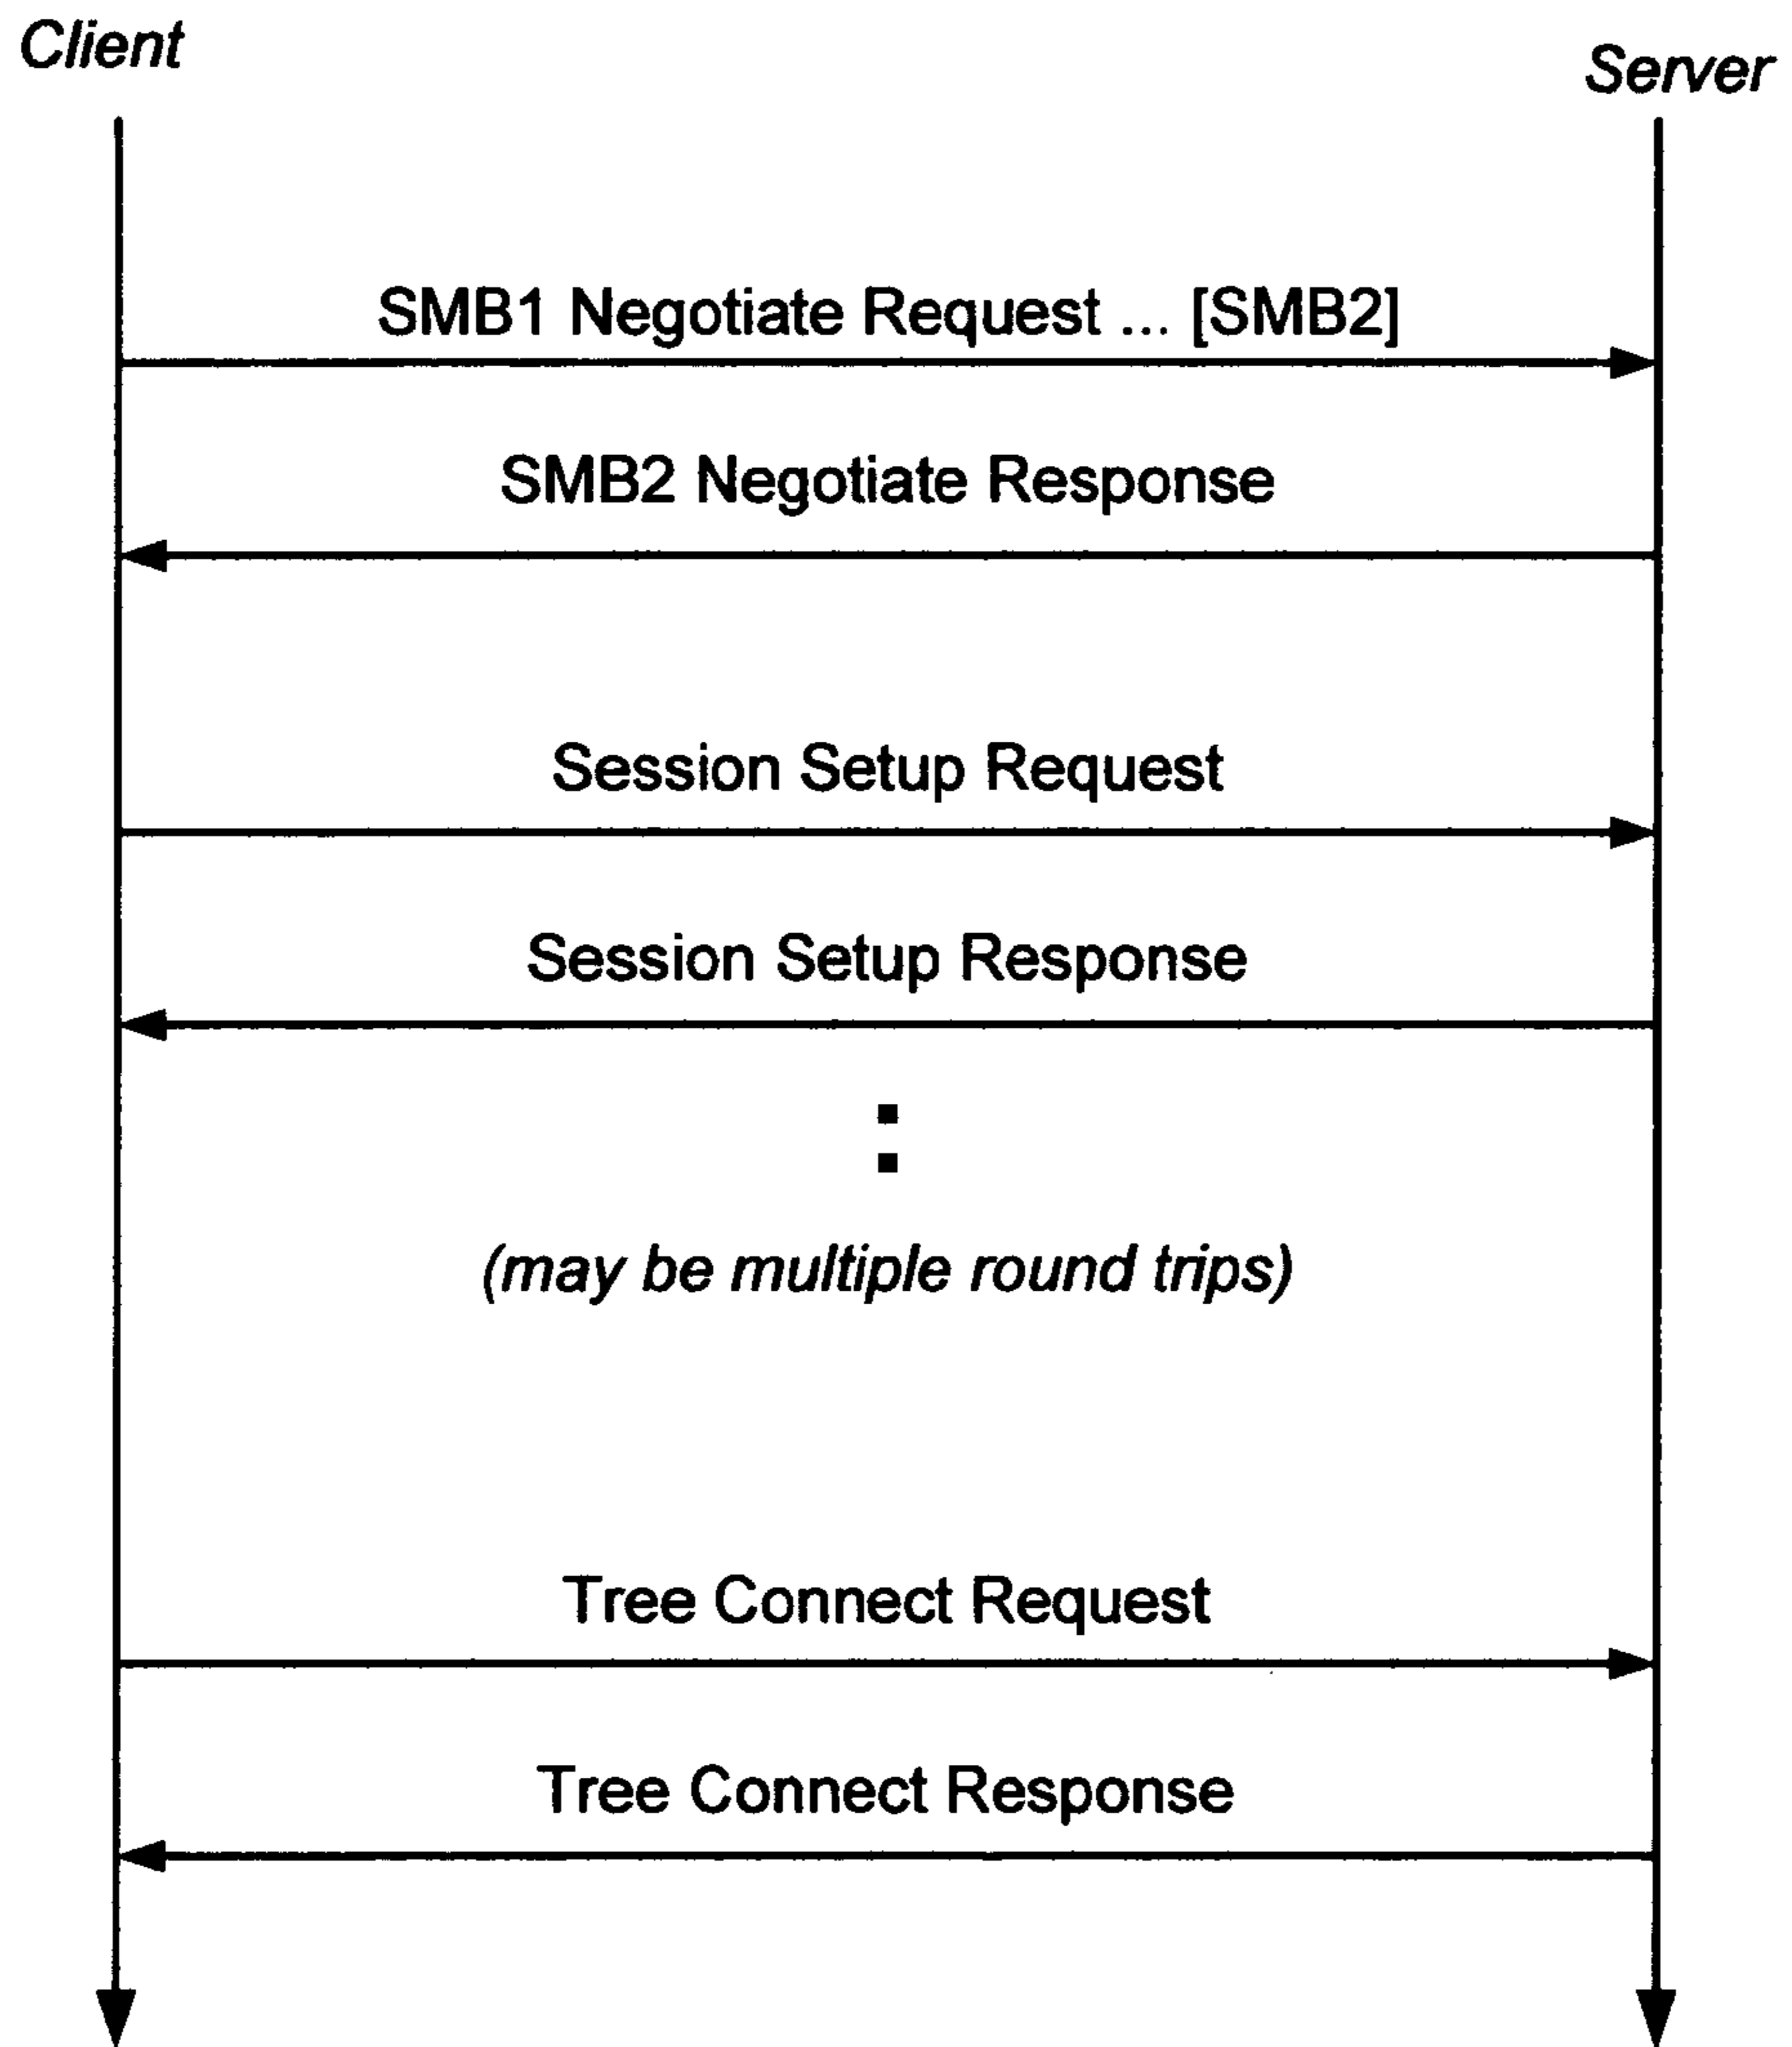 Client
Server
SMB1 Negotiate Request ... [SMB2]
SMB2 Negotiate Response
Session Setup Request
Session Setup Response
(may be multiple round trips)
Tree Connect Request
Tree Connect Response